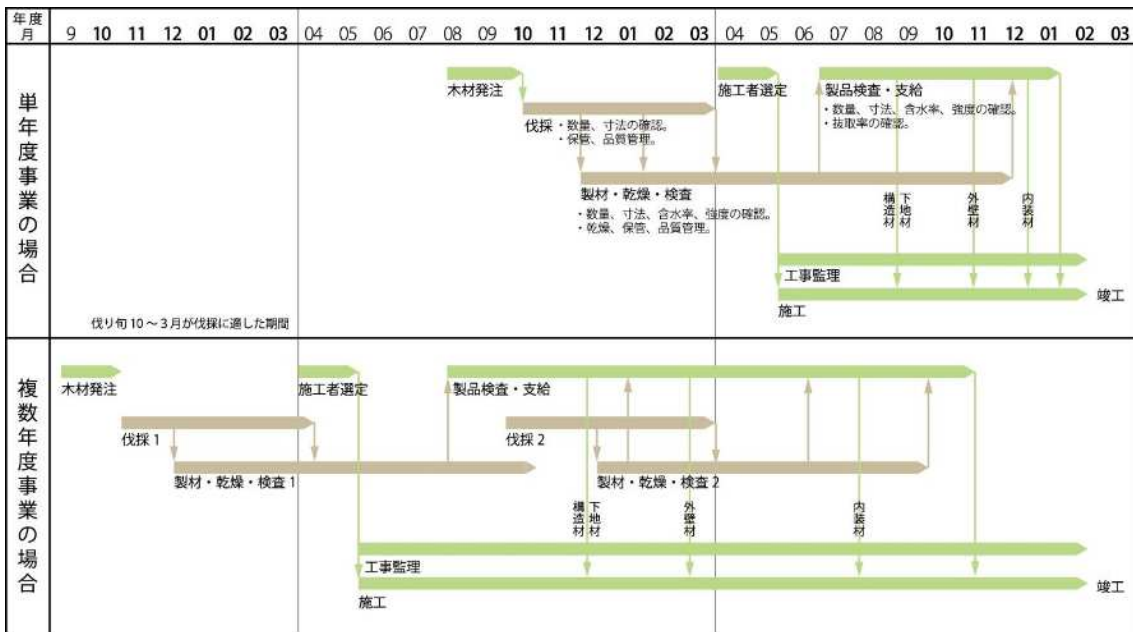 年度
月
9 10 11 12 01 02 03 04 05 06 07 08 09 10 11 12 01 02 03 04 05 06 07 08 09 10 11 12 01 02 03
単年度事業の場合
木材発注
施工者選定
製品検査・支給
・数量、寸法、含水率、強度の確認。
・抜取率の確認。
伐採・数量、寸法の確認。
・保管、品質管理。
製材・乾燥・検査
・数量、寸法、含水率、強度の確認。
・乾燥、保管、品質管理。
構造材
下地材
外壁材
内装材
工事監理
施工
竣工
伐り旬10～3月が伐採に適した期間
複数年度事業の場合
木材発注
施工者選定
製品検査・支給
伐採1
伐採2
製材・乾燥・検査1
製材・乾燥・検査2
構造材
下地材
外壁材
内装材
工事監理
施工
竣工